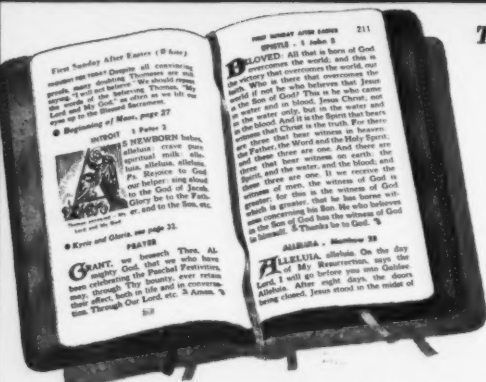 First Sunday After Easter (II hour)
Despite all convincing
proofs, many doubting Thomases are still
saying, "I will not believe." We should repeat
the words of the believing Thomas, "My
Lord and My God," as often as we lift our
eyes up to the Blessed Sacrament.
● Beginning of Mass, page 27
INTROIT 1 Peter 2
AS NEWBORN babes,
alleluia: crave pure
spiritual milk: alle-
luia, alleluia, alleluia.
Ps. Rejoice to God
our helper: sing aloud
to the God of Jacob.
Glory be to the Fath-
er, and to the Son, etc.
Lord and My God
● Kyrie and Gloria, see page 32.
PRAYER
GRANT, we beseech Thee, Al-
mighty God, that we who have
been celebrating the Paschal Festivities,
may, through Thy bounty, ever retain
their effect, both in life and in conversa-
tion. Through Our Lord, etc. Amen.
FIRST SUNDAY AFTER EASTER 211
EPISTLE · 1 John 5
BELOVED: All that is born of God
overcomes the world; and this is
the victory that overcomes the world, our
faith. Who is there that overcomes the
world if not he who believes that Jesus
is the Son of God? This is he who came
in water and in blood, Jesus Christ, not
in the water only, but in the water and
in the blood. And it is the Spirit that bears
witness that Christ is the truth. For there
are three that bear witness in heaven:
the Father, the Word and the Holy Spirit;
and these three are one. And there are
three that bear witness on earth: the
Spirit, and the water, and the blood; and
these three are one. If we receive the
witness of men, the witness of God is
greater; for this is the witness of God
which is greater, that he has borne wit-
ness concerning his Son. He who believes
in the Son of God has the witness of God
in himself. Thanks be to God.
ALLELUIA · Matthew 28
ALLELUIA, alleluia. On the day
of My Resurrection, says the
Lord, I will go before you into Galilee.
Alleluia. After eight days, the doors
being closed, Jesus stood in the midst of
T